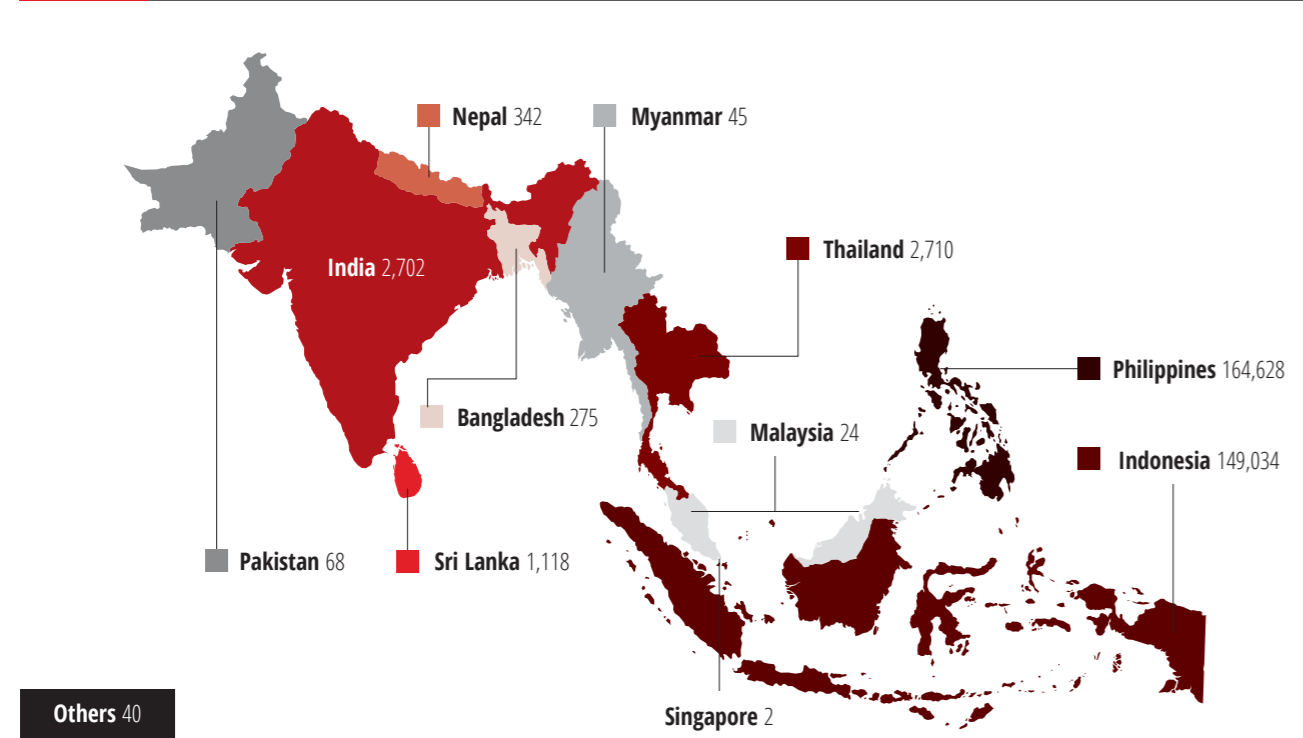 Nepal 342
Myanmar 45
Thailand 2,710
India 2,702
Philippines 164,628
Bangladesh 275
Malaysia 24
Indonesia 149,034
Pakistan 68
Sri Lanka 1,118
Others 40
Singapore 2